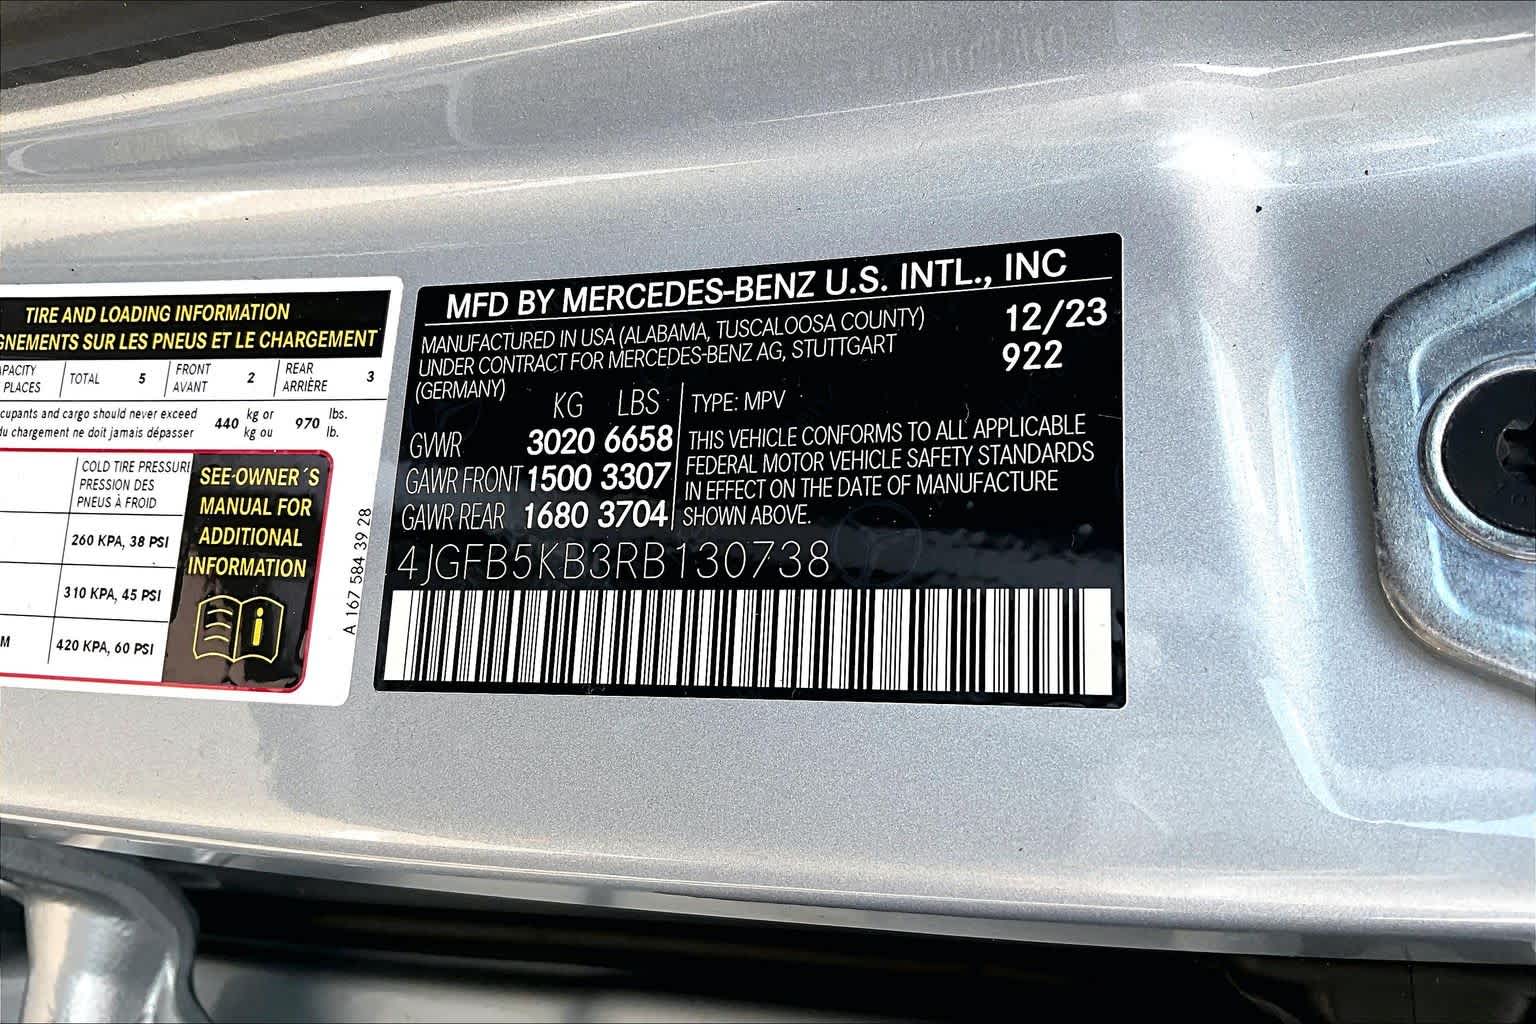 TIRE AND LOADING INFORMATION
GNEMENTS SUR LES PNEUS ET LE CHARGEMENT
APACITY
PLACES
TOTAL 5
FRONT
AVANT 2
REAR
ARRIÈRE 3
cupants and cargo should never exceed
du chargement ne doit jamais dépasser
440 kg or
kg ou
970 lbs.
lb.
COLD TIRE PRESSURE
PRESSION DES
PNEUS À FROID
260 KPA, 38 PSI
310 KPA, 45 PSI
M
420 KPA, 60 PSI
SEE-OWNER´S
MANUAL FOR
ADDITIONAL
INFORMATION
i
A 167 584 39 28
MFD BY MERCEDES-BENZ U.S. INTL., INC
MANUFACTURED IN USA (ALABAMA, TUSCALOOSA COUNTY)
UNDER CONTRACT FOR MERCEDES-BENZ AG, STUTTGART
(GERMANY)
12/23
922
KG LBS
GVWR 3020 6658
GAWR FRONT 1500 3307
GAWR REAR 1680 3704
TYPE: MPV
THIS VEHICLE CONFORMS TO ALL APPLICABLE
FEDERAL MOTOR VEHICLE SAFETY STANDARDS
IN EFFECT ON THE DATE OF MANUFACTURE
SHOWN ABOVE.
4JGFB5KB3RB130738